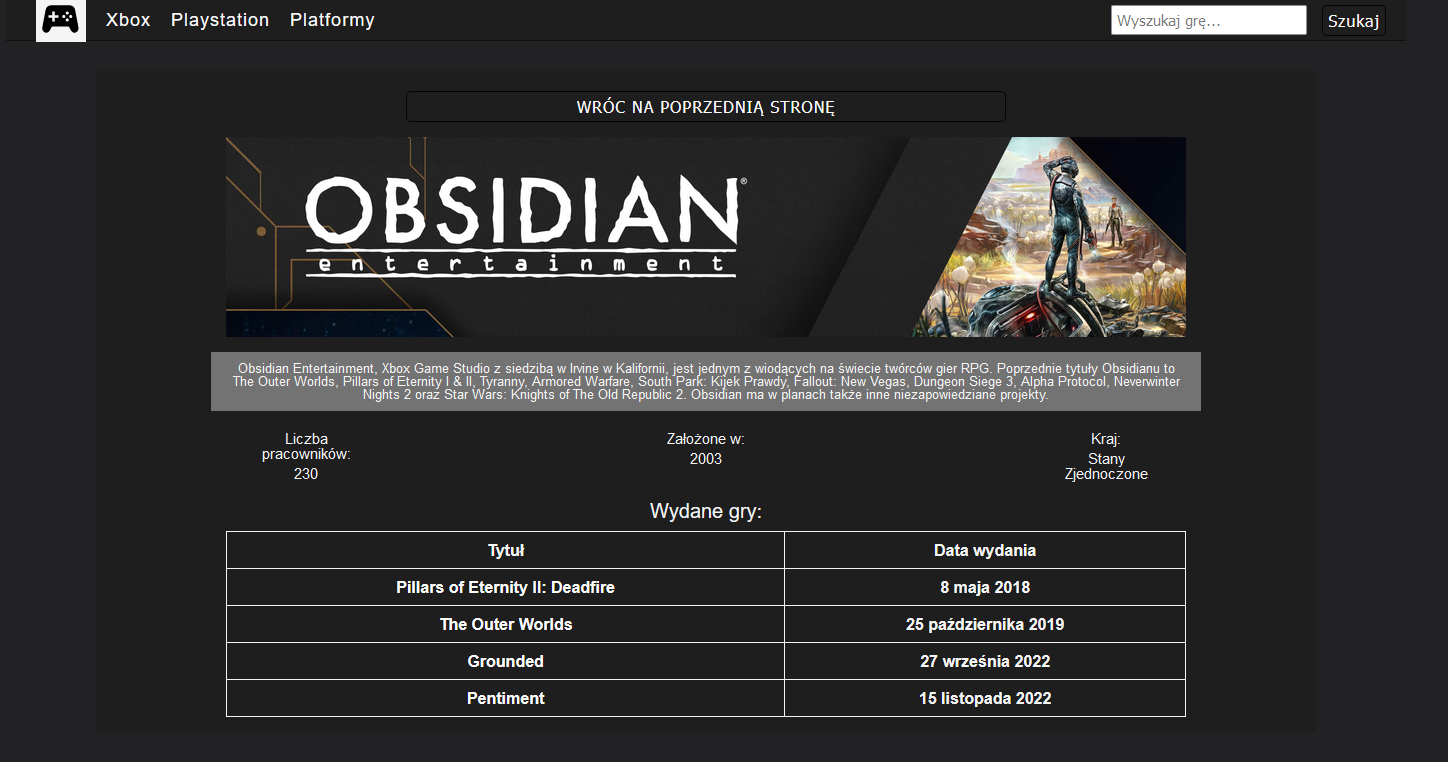 Xbox Playstation Platformy Wyszukaj grę... Szukaj
WRÓC NA POPRZEDNIĄ STRONĘ
OBSIDIAN®
entertainment
Obsidian Entertainment, Xbox Game Studio z siedzibą w Irvine w Kalifornii, jest jednym z wiodących na świecie twórców gier RPG. Poprzednie tytuły Obsidianu to
The Outer Worlds, Pillars of Eternity I & II, Tyranny, Armored Warfare, South Park: Kijek Prawdy, Fallout: New Vegas, Dungeon Siege 3, Alpha Protocol, Neverwinter
Nights 2 oraz Star Wars: Knights of The Old Republic 2. Obsidian ma w planach także inne niezapowiedziane projekty.
Liczba
pracowników:
230
Założone w:
2003
Kraj:
Stany
Zjednoczone
Wydane gry:
Tytuł Data wydania
Pillars of Eternity II: Deadfire 8 maja 2018
The Outer Worlds 25 października 2019
Grounded 27 września 2022
Pentiment 15 listopada 2022